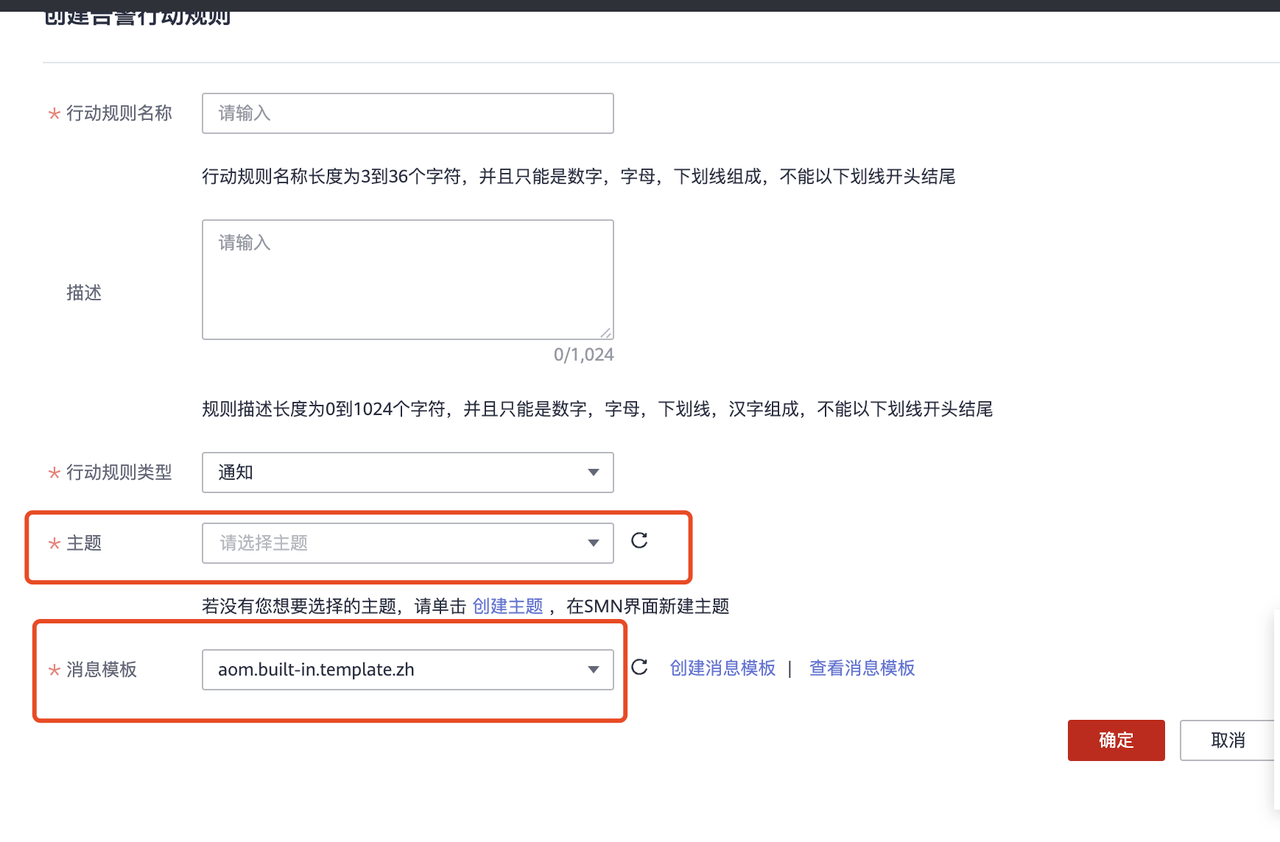 创建告警行动规则
* 行动规则名称 请输入
行动规则名称长度为3到36个字符，并且只能是数字，字母，下划线组成，不能以下划线开头结尾
描述 请输入
0/1,024
规则描述长度为0到1024个字符，并且只能是数字，字母，下划线，汉字组成，不能以下划线开头结尾
* 行动规则类型 通知
* 主题 请选择主题
若没有您想要选择的主题，请单击 创建主题 ，在SMN界面新建主题
* 消息模板 aom.built-in.template.zh 创建消息模板 | 查看消息模板
确定 取消